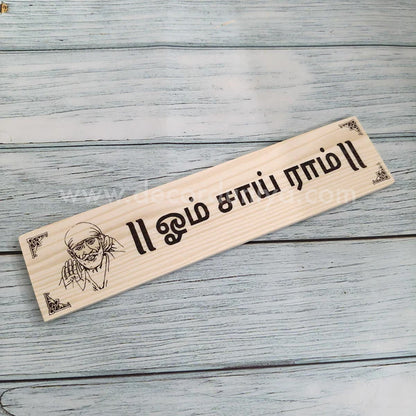 || ஓம் சாய் ராம் ||